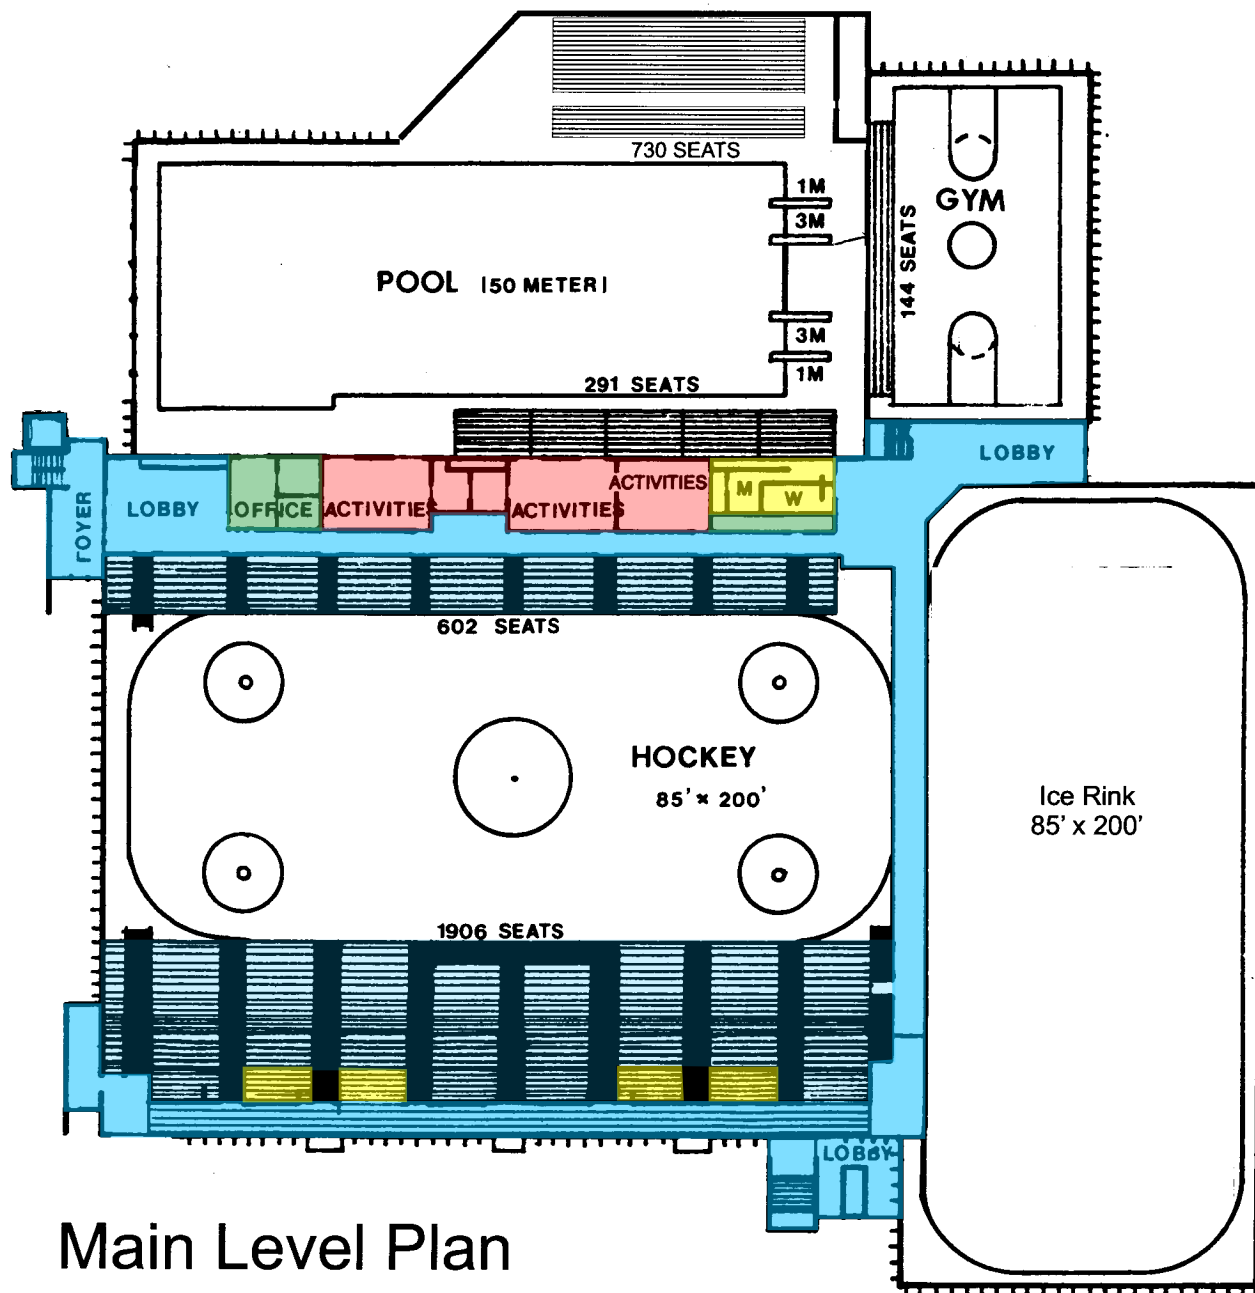 730 SEATS
1M
3M
GYM
144 SEATS
POOL |50 METER|
3M
1M
291 SEATS
LOBBY
FOYER
LOBBY
OFFICE
ACTIVITIES
ACTIVITIES
ACTIVITIES
M
W
602 SEATS
HOCKEY
85' × 200'
Ice Rink
85' x 200'
1906 SEATS
LOBBY
Main Level Plan